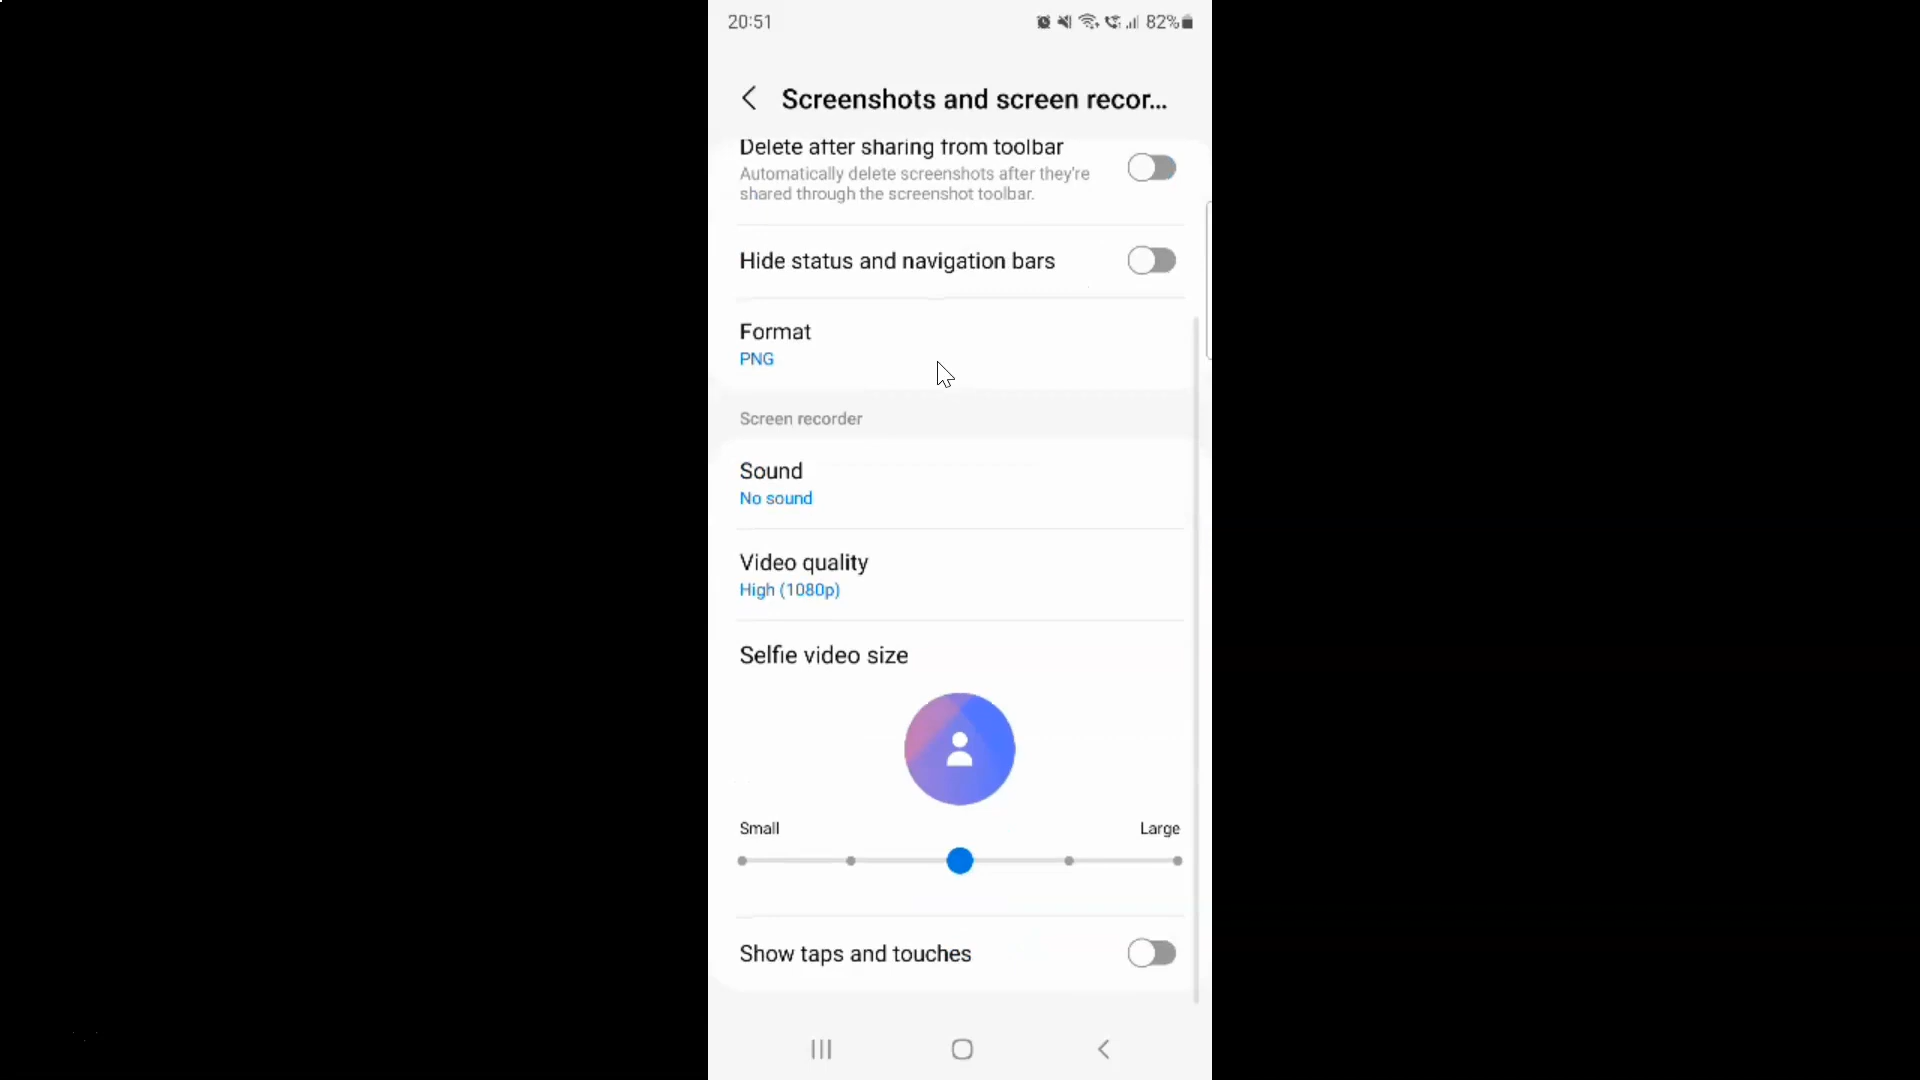 20:51
82%
Screenshots and screen recor...
Delete after sharing from toolbar
Automatically delete screenshots after they're
shared through the screenshot toolbar.
Hide status and navigation bars
Format
PNG
Screen recorder
Sound
No sound
Video quality
High (1080p)
Selfie video size
Small
Large
Show taps and touches